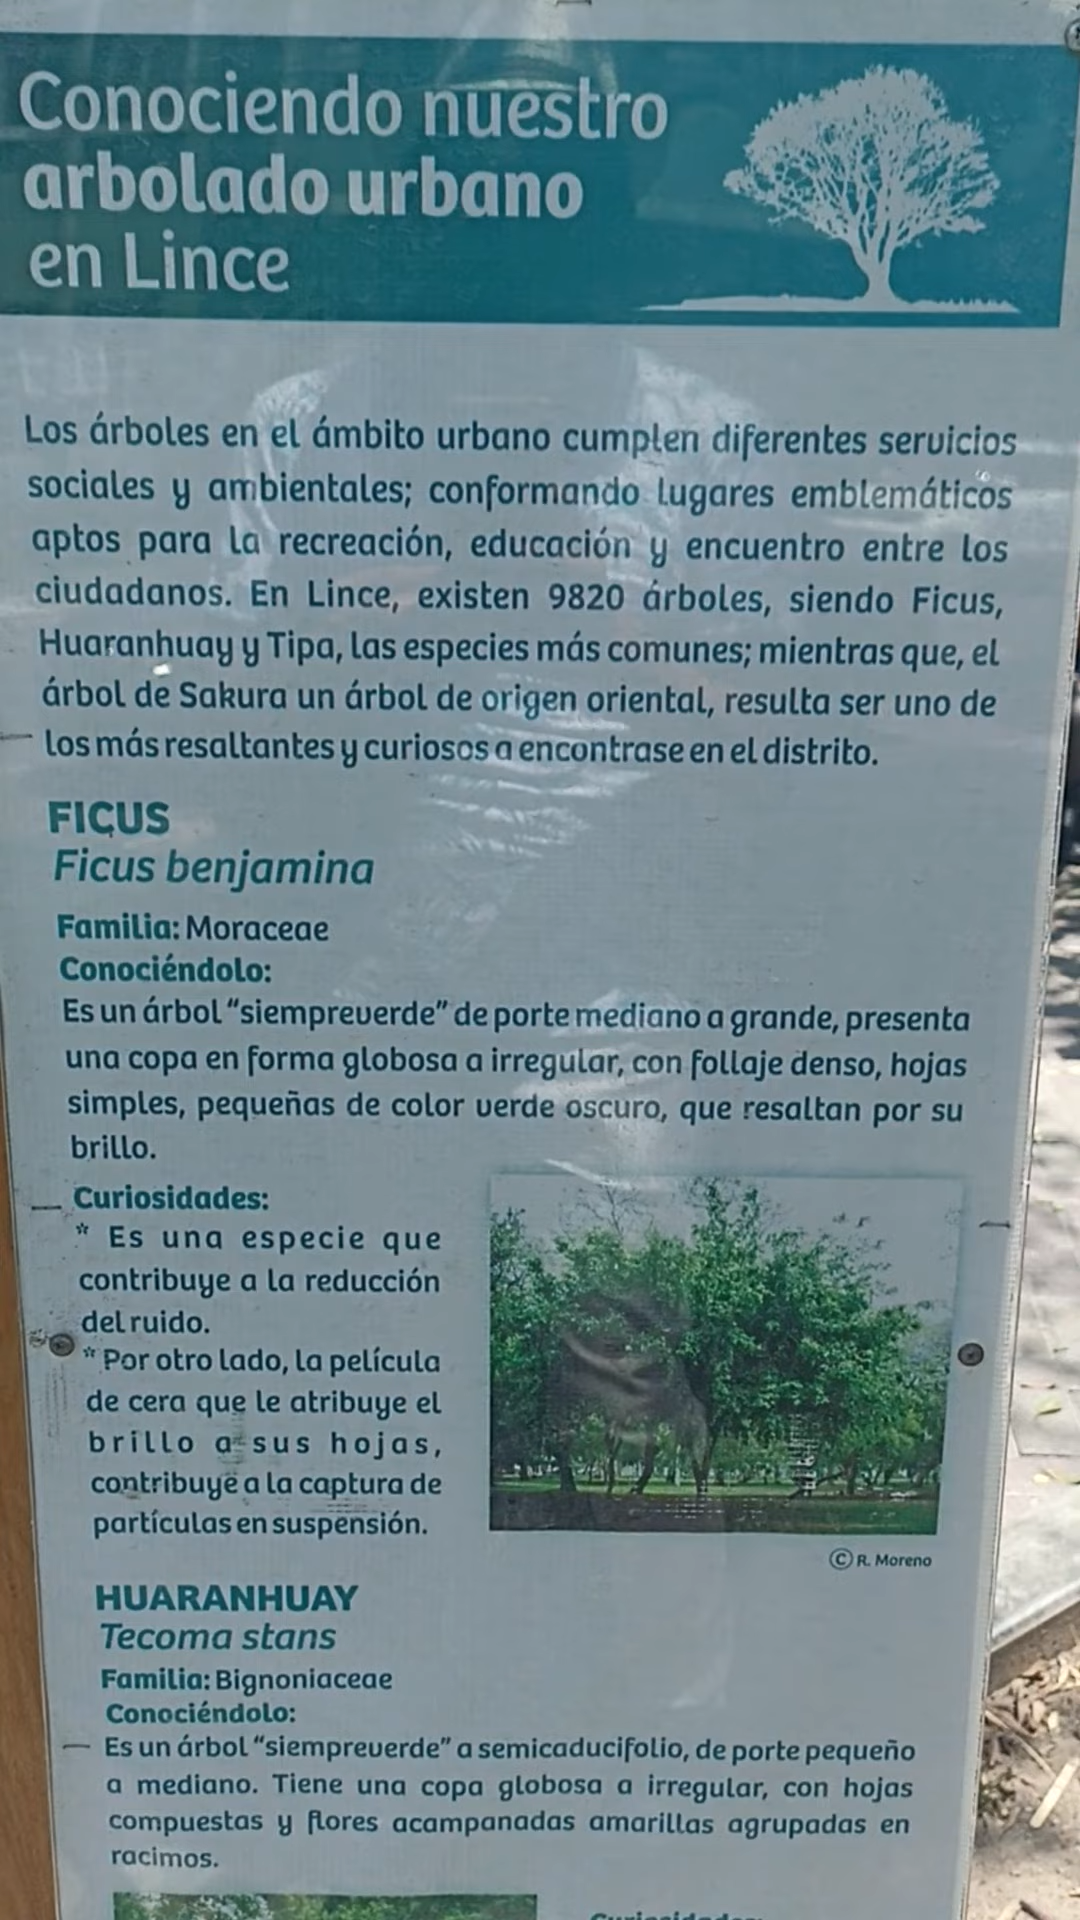 Conociendo nuestro
arbolado urbano
en Lince
Los árboles en el ámbito urbano cumplen diferentes servicios
sociales y ambientales; conformando lugares emblemáticos
aptos para la recreación, educación y encuentro entre los
ciudadanos. En Lince, existen 9820 árboles, siendo Ficus,
Huaranhuay y Tipa, las especies más comunes; mientras que, el
árbol de Sakura un árbol de origen oriental, resulta ser uno de
los más resaltantes y curiosos a encontrase en el distrito.
FICUS
Ficus benjamina
Familia: Moraceae
Conociéndolo:
Es un árbol “siempreverde” de porte mediano a grande, presenta
una copa en forma globosa a irregular, con follaje denso, hojas
simples, pequeñas de color verde oscuro, que resaltan por su
brillo.
Curiosidades:
* Es una especie que
contribuye a la reducción
del ruido.
* Por otro lado, la película
de cera que le atribuye el
brillo a sus hojas,
contribuye a la captura de
partículas en suspensión.
© R. Moreno
HUARANHUAY
Tecoma stans
Familia: Bignoniaceae
Conociéndolo:
Es un árbol “siempreverde” a semicaducifolio, de porte pequeño
a mediano. Tiene una copa globosa a irregular, con hojas
compuestas y flores acampanadas amarillas agrupadas en
racimos.